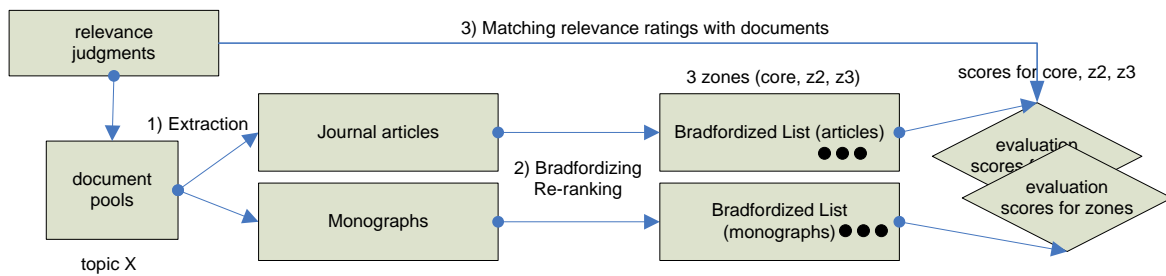 relevance
judgments
3) Matching relevance ratings with documents
3 zones (core, z2, z3)
scores for core, z2, z3
1) Extraction
Journal articles
Bradfordized List (articles)
evaluation
scores f
document
pools
2) Bradfordizing
Re-ranking
Monographs
Bradfordized List
(monographs)
evaluation
scores for zones
topic X